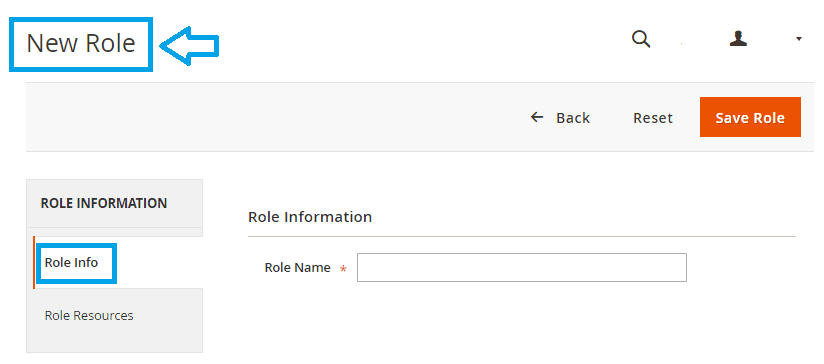 New Role
Back
Reset
Save Role
ROLE INFORMATION
Role Info
Role Resources
Role Information
Role Name *